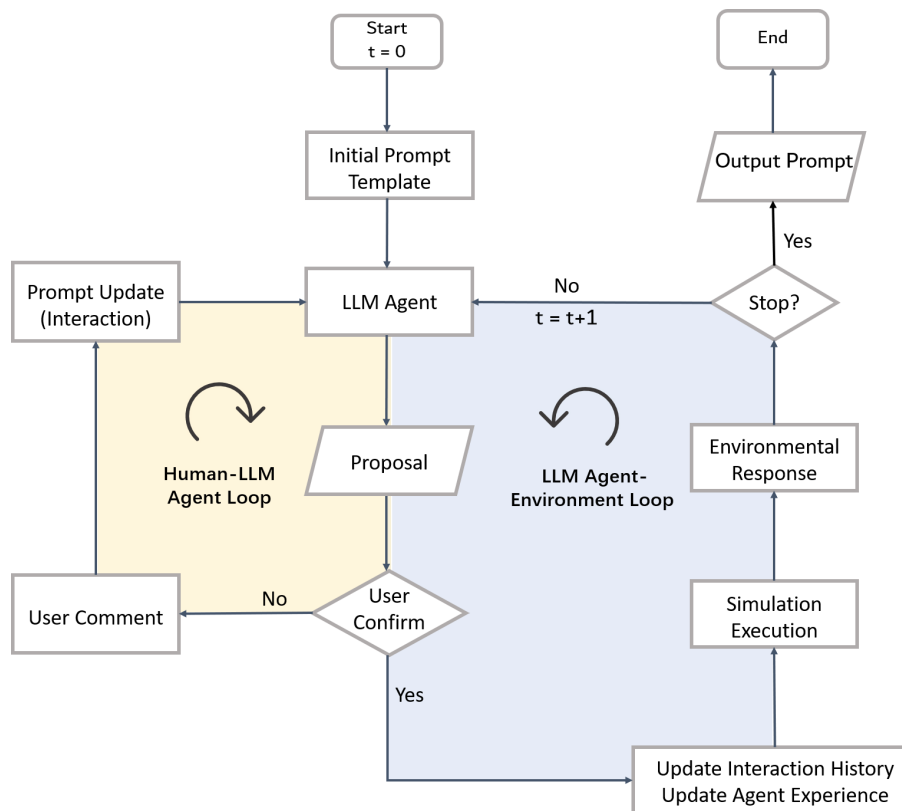 Start
t = 0
End
Initial Prompt
Template
Output Prompt
Yes
Prompt Update
(Interaction)
LLM Agent
No
t = t+1
Stop?
Human-LLM
Agent Loop
Proposal
LLM Agent-
Environment Loop
Environmental
Response
User Comment
No
User
Confirm
Simulation
Execution
Yes
Update Interaction History
Update Agent Experience